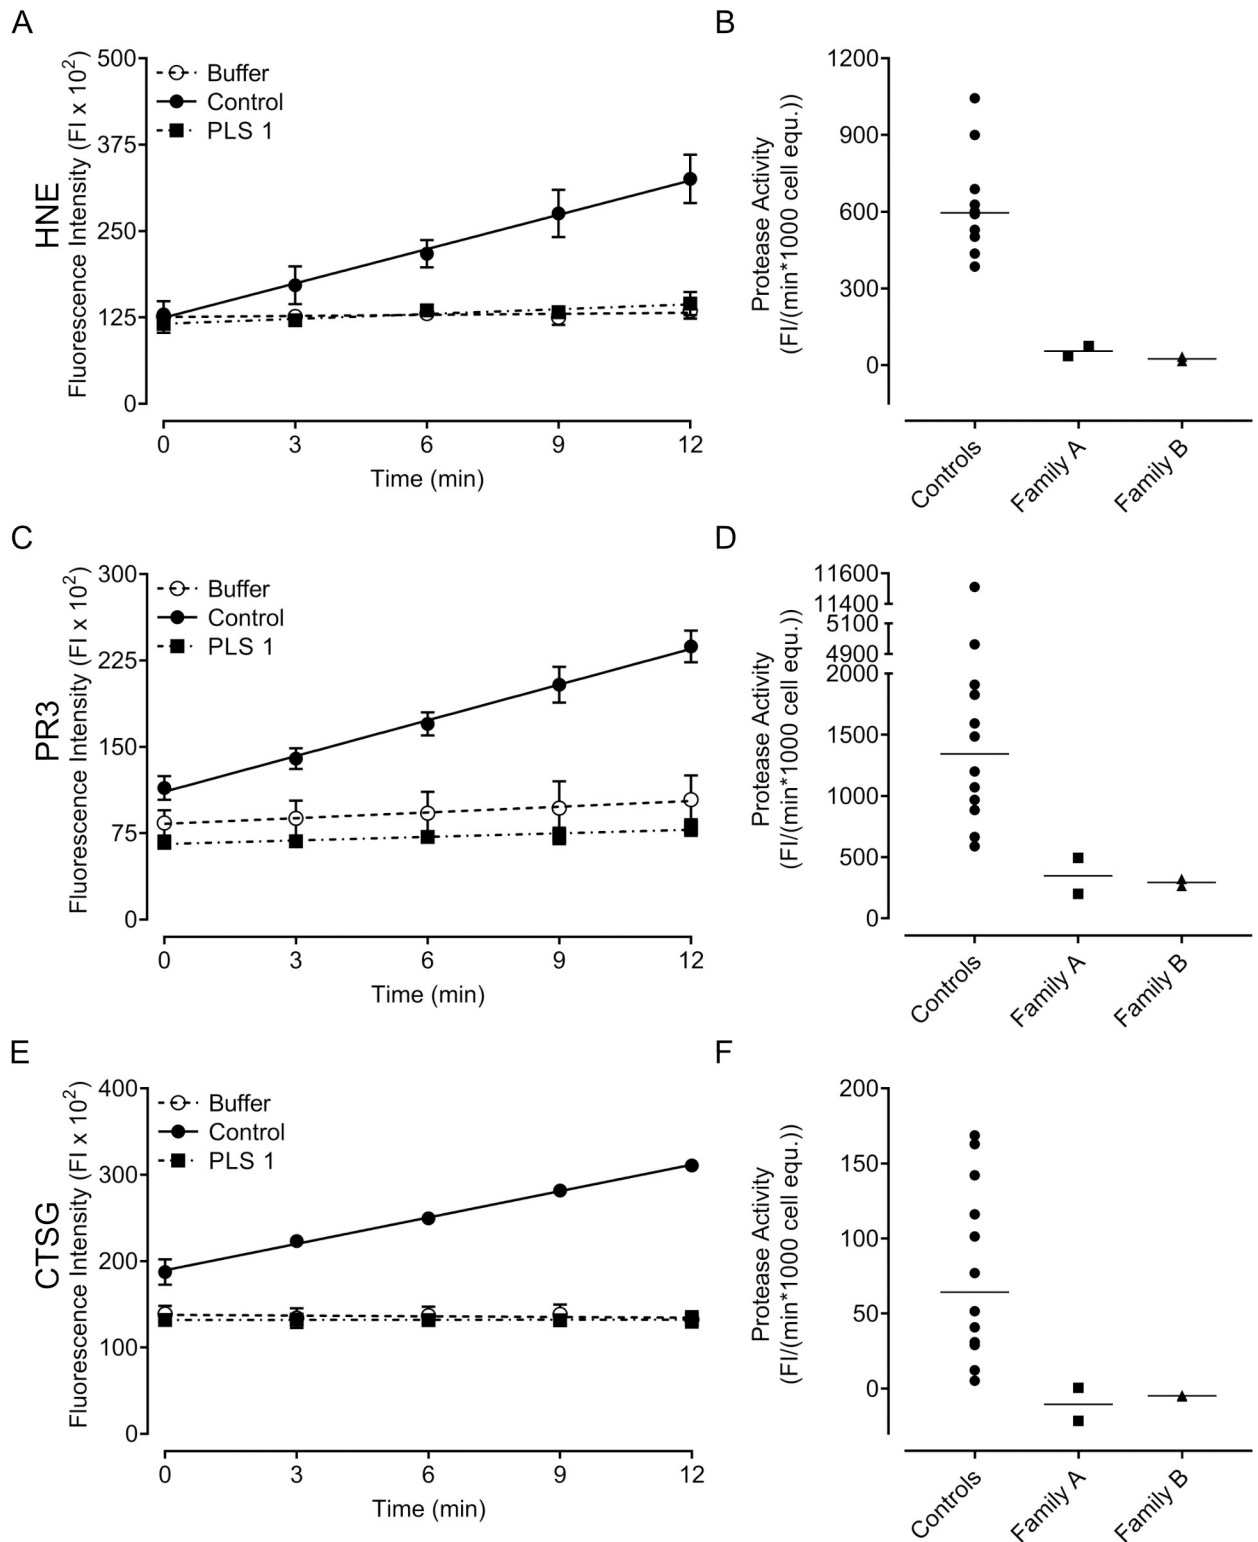 A
HNE
Fluorescence Intensity (FI x 10²)
500
375
250
125
0
Buffer
Control
PLS 1
0 3 6 9 12
Time (min)
B
Protease Activity
(FI/(min*1000 cell equ.))
1200
900
600
300
0
Controls
Family A
Family B
C
PR3
Fluorescence Intensity (FI x 10²)
300
225
150
75
0
Buffer
Control
PLS 1
0 3 6 9 12
Time (min)
D
Protease Activity
(FI/(min*1000 cell equ.))
11600
11400
5100
4900
2000
1500
1000
500
0
Controls
Family A
Family B
E
CTSG
Fluorescence Intensity (FI x 10²)
400
300
200
100
0
Buffer
Control
PLS 1
0 3 6 9 12
Time (min)
F
Protease Activity
(FI/(min*1000 cell equ.))
200
150
100
50
0
Controls
Family A
Family B